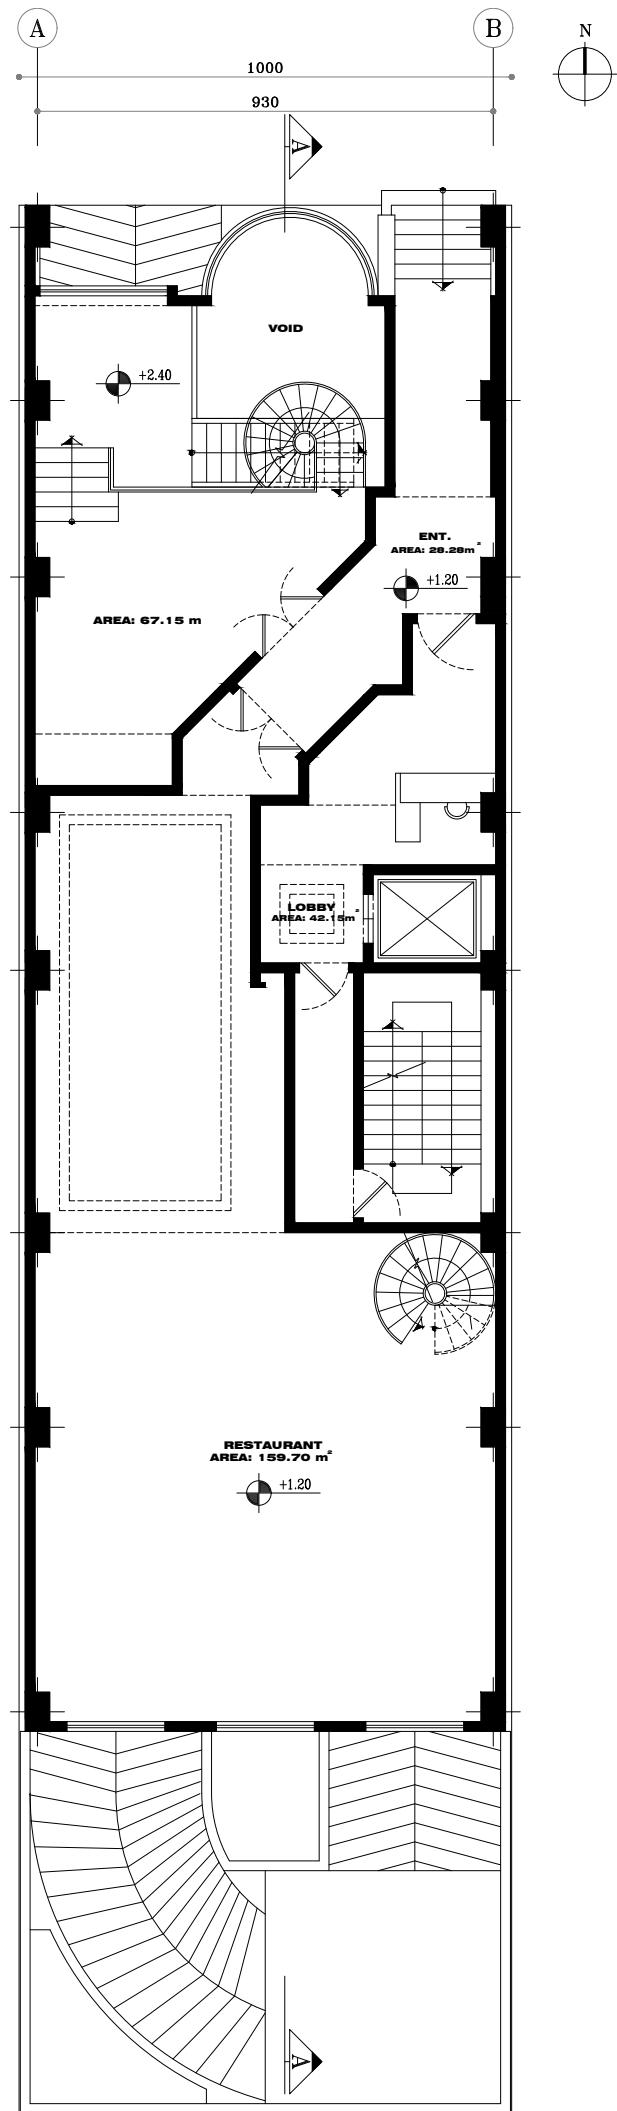 A B
N
1000
930
A
VOID
+2.40
ENT.
AREA: 28.28m²
+1.20
AREA: 67.15 m
LOBBY
AREA: 42.15m²
RESTAURANT
AREA: 159.70 m²
+1.20
A